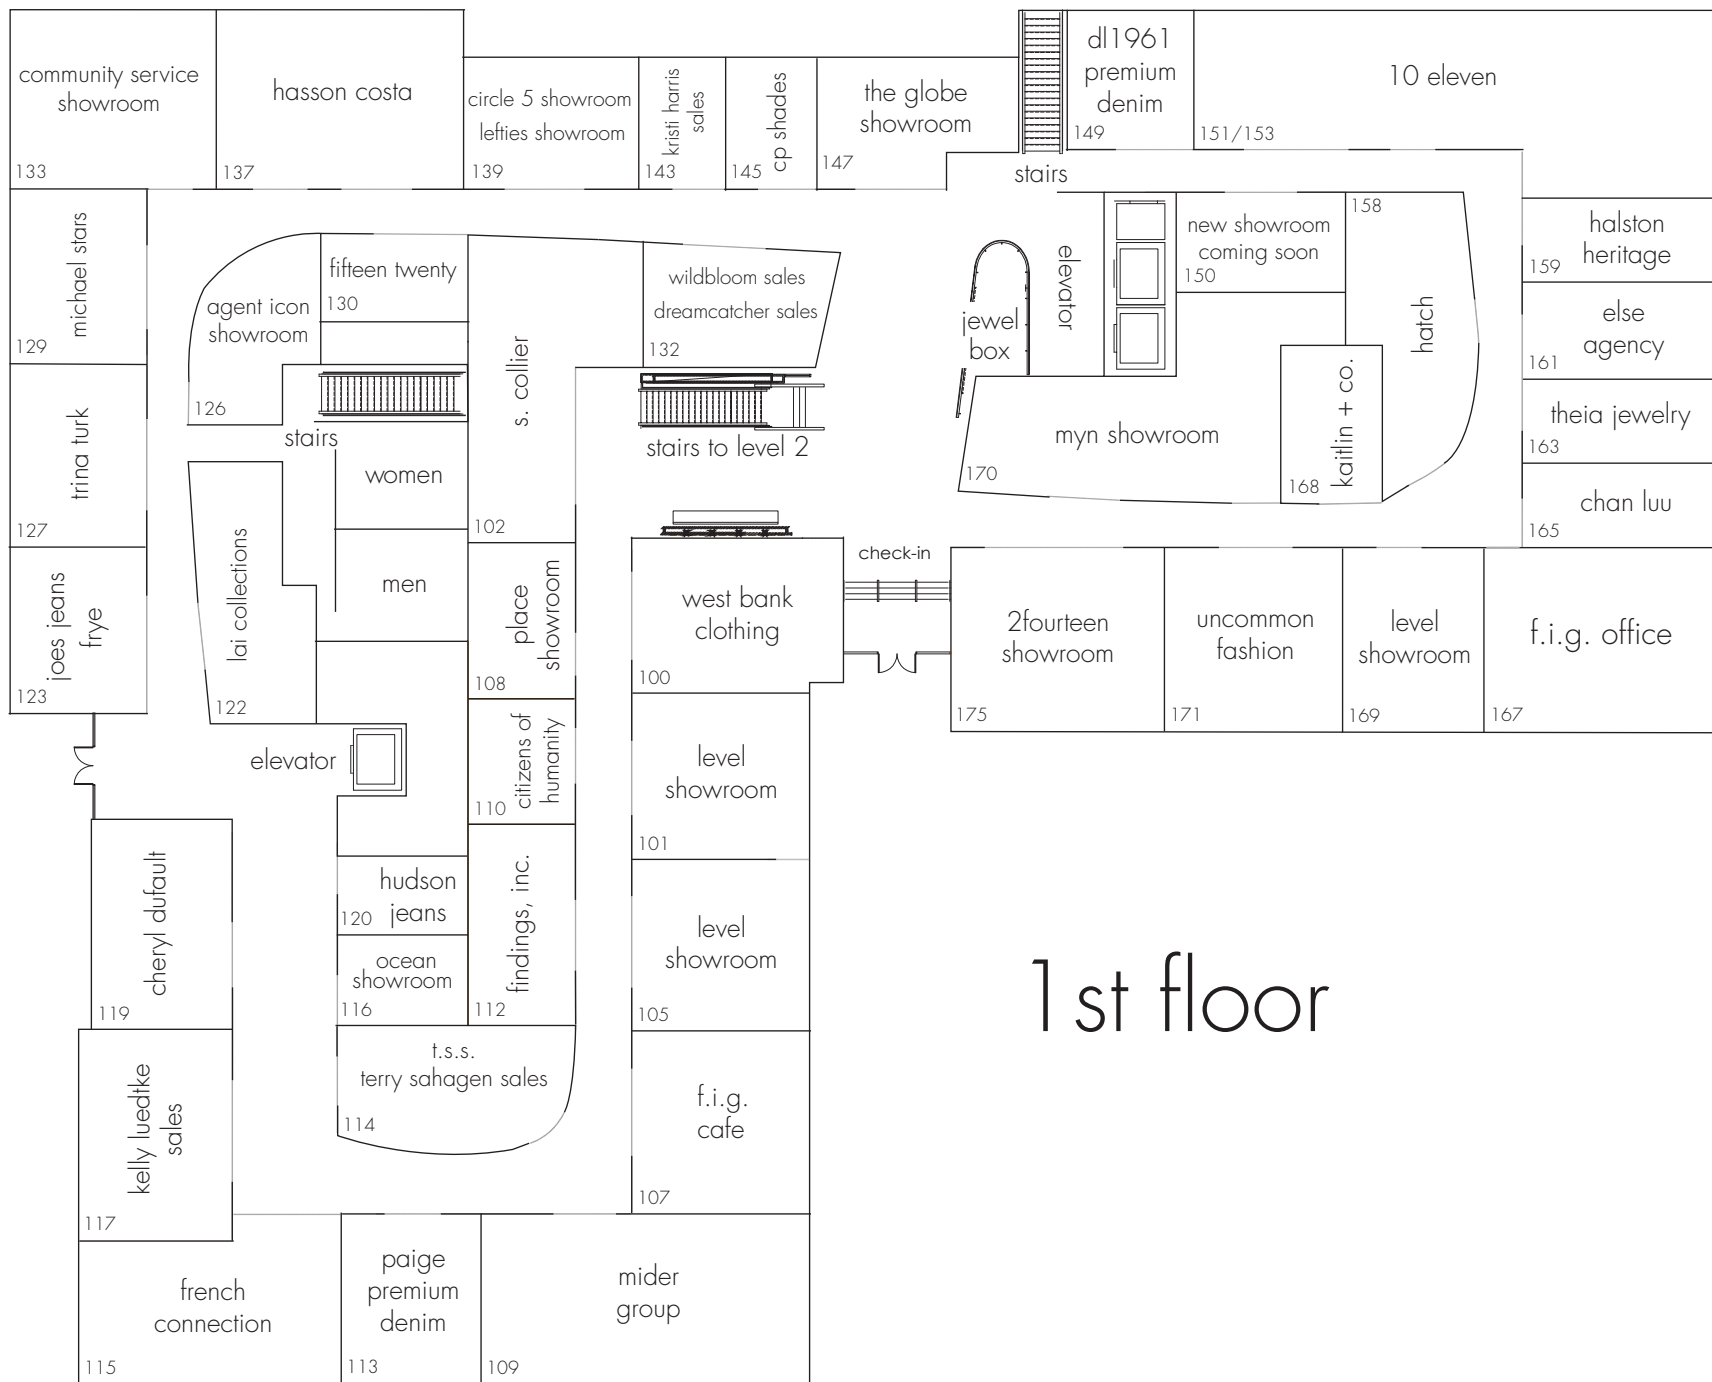 community service
showroom
133
hasson costa
137
circle 5 showroom
lefties showroom
139
kristi harris
sales
143
cp shades
145
the globe
showroom
147
stairs
dl1961
premium
denim
149
10 eleven
151/153
michael stars
129
agent icon
showroom
126
fifteen twenty
130
s. collier
102
wildbloom sales
dreamcatcher sales
132
jewel
box
elevator
new showroom
coming soon
150
158
hatch
halston
heritage
159
else
agency
161
trina turk
127
stairs
women
stairs to level 2
myn showroom
170
kaitlin + co.
168
theia jewelry
163
chan luu
165
joes jeans
frye
123
lai collections
122
men
place
showroom
108
west bank
clothing
100
check-in
2fourteen
showroom
175
uncommon
fashion
171
level
showroom
169
f.i.g. office
167
elevator
citizens of
humanity
110
level
showroom
101
cheryl dufault
119
hudson
jeans
120
ocean
showroom
116
findings, inc.
112
level
showroom
105
1st floor
kelly luedtke
sales
117
t.s.s.
terry sahagen sales
114
f.i.g.
cafe
107
french
connection
115
paige
premium
denim
113
mider
group
109